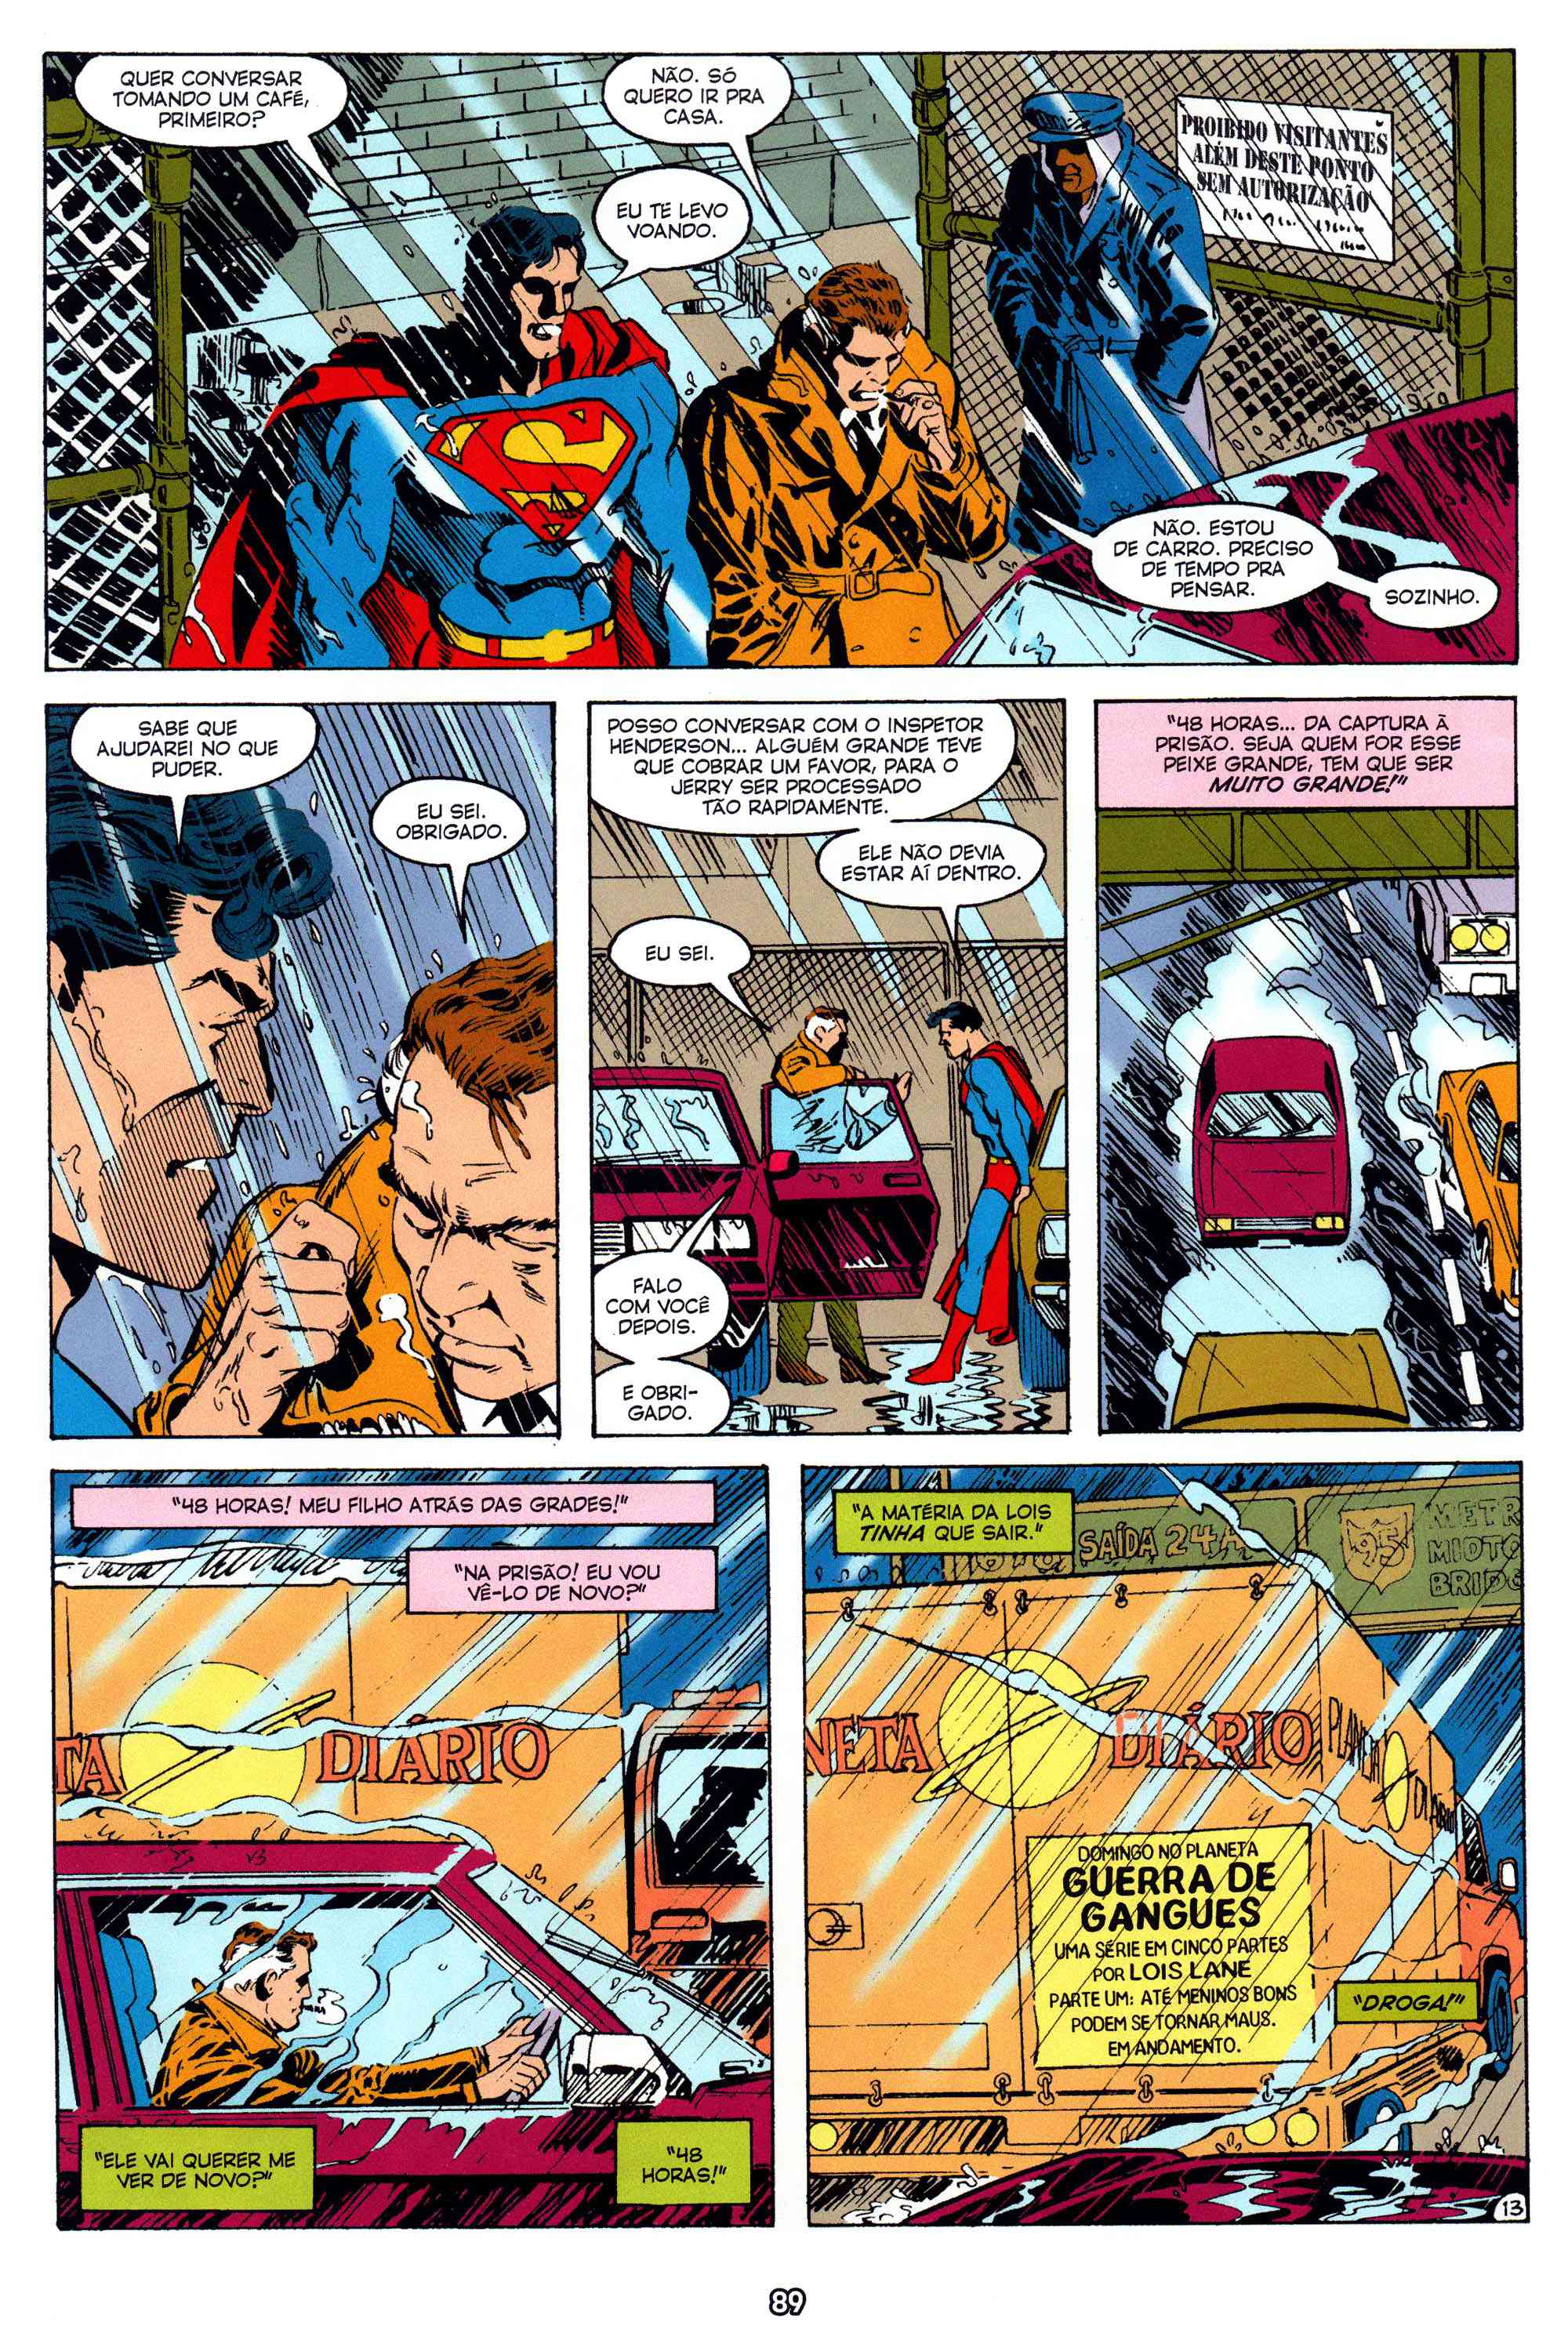 QUER CONVERSAR
TOMANDO UM CAFÉ,
PRIMEIRO?
NÃO. SÓ
QUERO IR PRA
CASA.
EU TE LEVO
VOANDO.
PROIBIDO VISITANTES
ALÉM DESTE PONTO
SEM AUTORIZAÇÃO
NÃO. ESTOU
DE CARRO. PRECISO
DE TEMPO PRA
PENSAR.
SOZINHO.
SABE QUE
AJUDAREI NO QUE
PUDER.
EU SEI.
OBRIGADO.
POSSO CONVERSAR COM O INSPETOR
HENDERSON... ALGUÉM GRANDE TEVE
QUE COBRAR UM FAVOR, PARA O
JERRY SER PROCESSADO
TÃO RAPIDAMENTE.
ELE NÃO DEVIA
ESTAR AÍ DENTRO.
EU SEI.
FALO
COM VOCÊ
DEPOIS.
E OBRI-
GADO.
"48 HORAS... DA CAPTURA À
PRISÃO. SEJA QUEM FOR ESSE
PEIXE GRANDE, TEM QUE SER
MUITO GRANDE!"
"48 HORAS! MEU FILHO ATRÁS DAS GRADES!"
"NA PRISÃO! EU VOU
VÊ-LO DE NOVO?"
TA DIÁRIO
"ELE VAI QUERER ME
VER DE NOVO?"
"48
HORAS!"
"A MATÉRIA DA LOIS
TINHA QUE SAIR."
SAÍDA 24A
95
METR
MIDTO
BRIDG
NETA DIÁRIO
PLANETA DIÁRIO
DOMINGO NO PLANETA
GUERRA DE
GANGUES
UMA SÉRIE EM CINCO PARTES
POR LOIS LANE
PARTE UM: ATÉ MENINOS BONS
PODEM SE TORNAR MAUS.
EM ANDAMENTO.
"DROGA!"
13
89